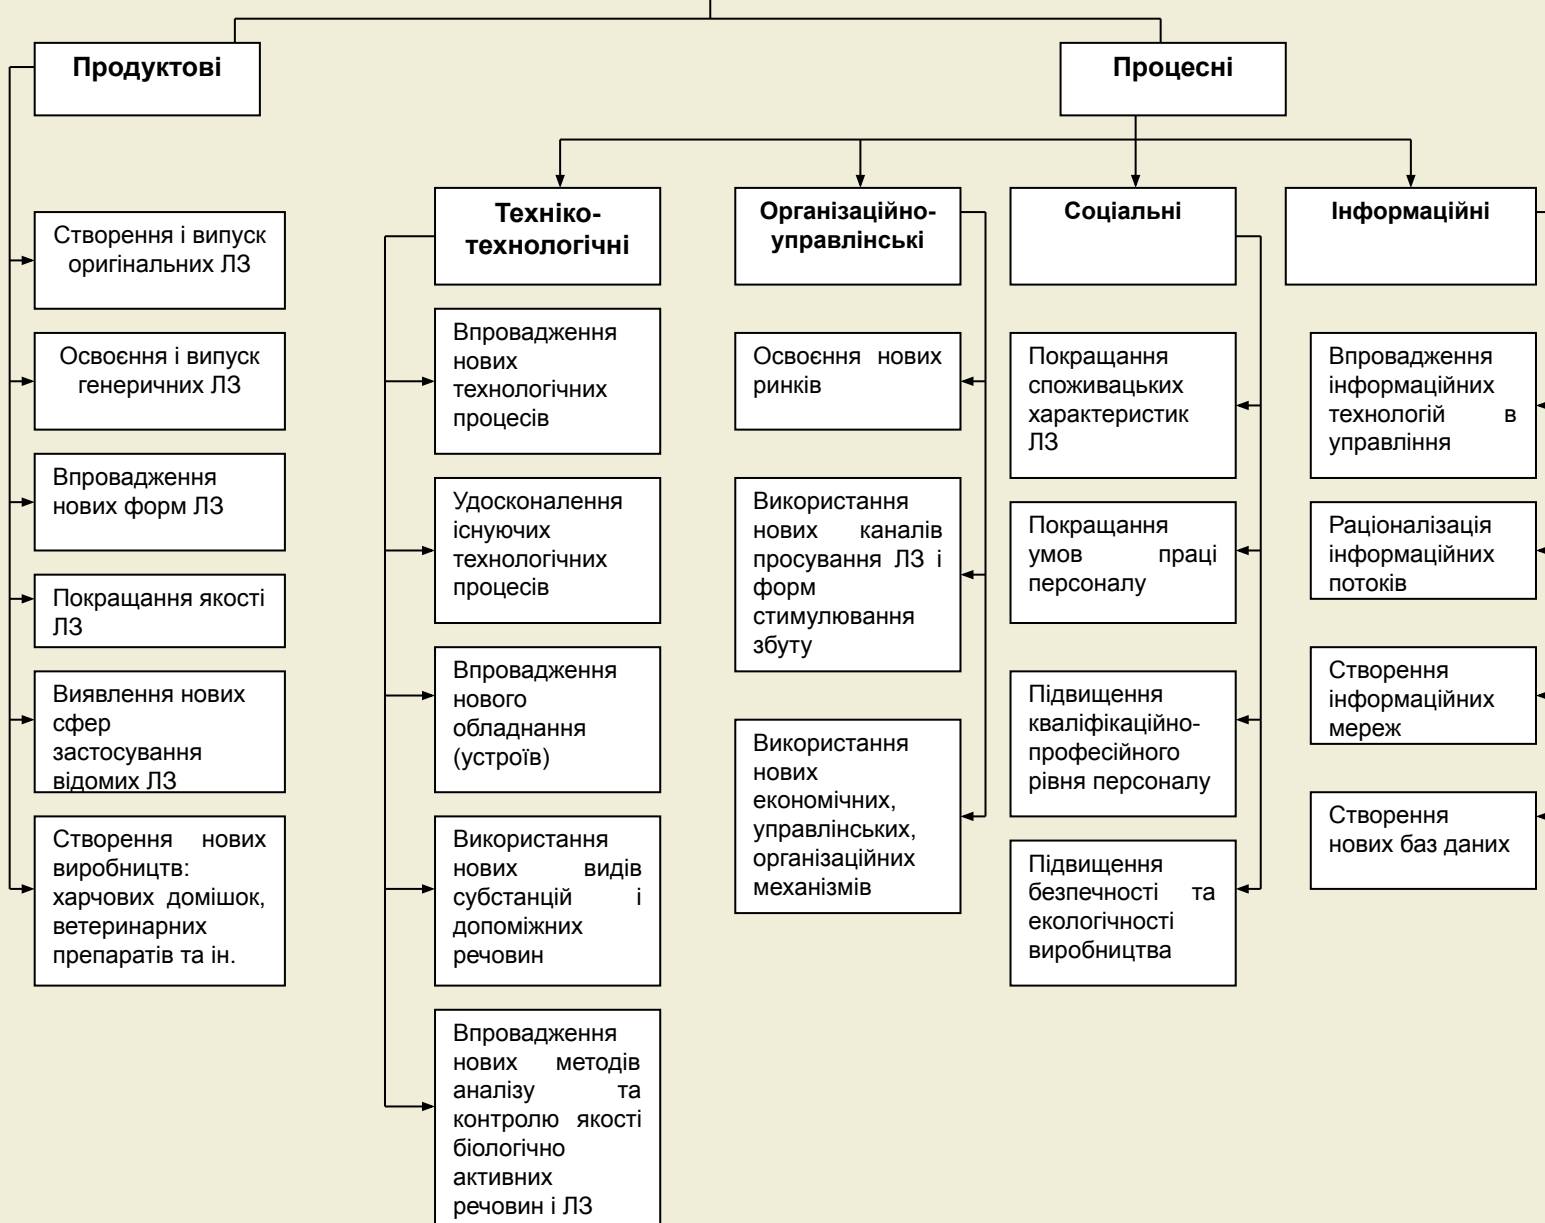 Продуктові
Процесні
Техніко-
технологічні
Організаційно-
управлінські
Соціальні
Інформаційні
Створення і випуск
оригінальних ЛЗ
Освоєння і випуск
генеричних ЛЗ
Впровадження
нових форм ЛЗ
Покращання якості
ЛЗ
Виявлення нових
сфер
застосування
відомих ЛЗ
Створення нових
виробництв:
харчових домішок,
ветеринарних
препаратів та ін.
Впровадження
нових
технологічних
процесів
Удосконалення
існуючих
технологічних
процесів
Впровадження
нового
обладнання
(устроїв)
Використання
нових видів
субстанцій і
допоміжних
речовин
Впровадження
нових методів
аналізу та
контролю якості
біологічно
активних
речовин і ЛЗ
Освоєння нових
ринків
Використання
нових каналів
просування ЛЗ і
форм
стимулювання
збуту
Використання
нових
економічних,
управлінських,
організаційних
механізмів
Покращання
споживацьких
характеристик
ЛЗ
Покращання
умов праці
персоналу
Підвищення
кваліфікаційно-
професійного
рівня персоналу
Підвищення
безпечності та
екологічності
виробництва
Впровадження
інформаційних
технологій в
управління
Раціоналізація
інформаційних
потоків
Створення
інформаційних
мереж
Створення
нових баз даних